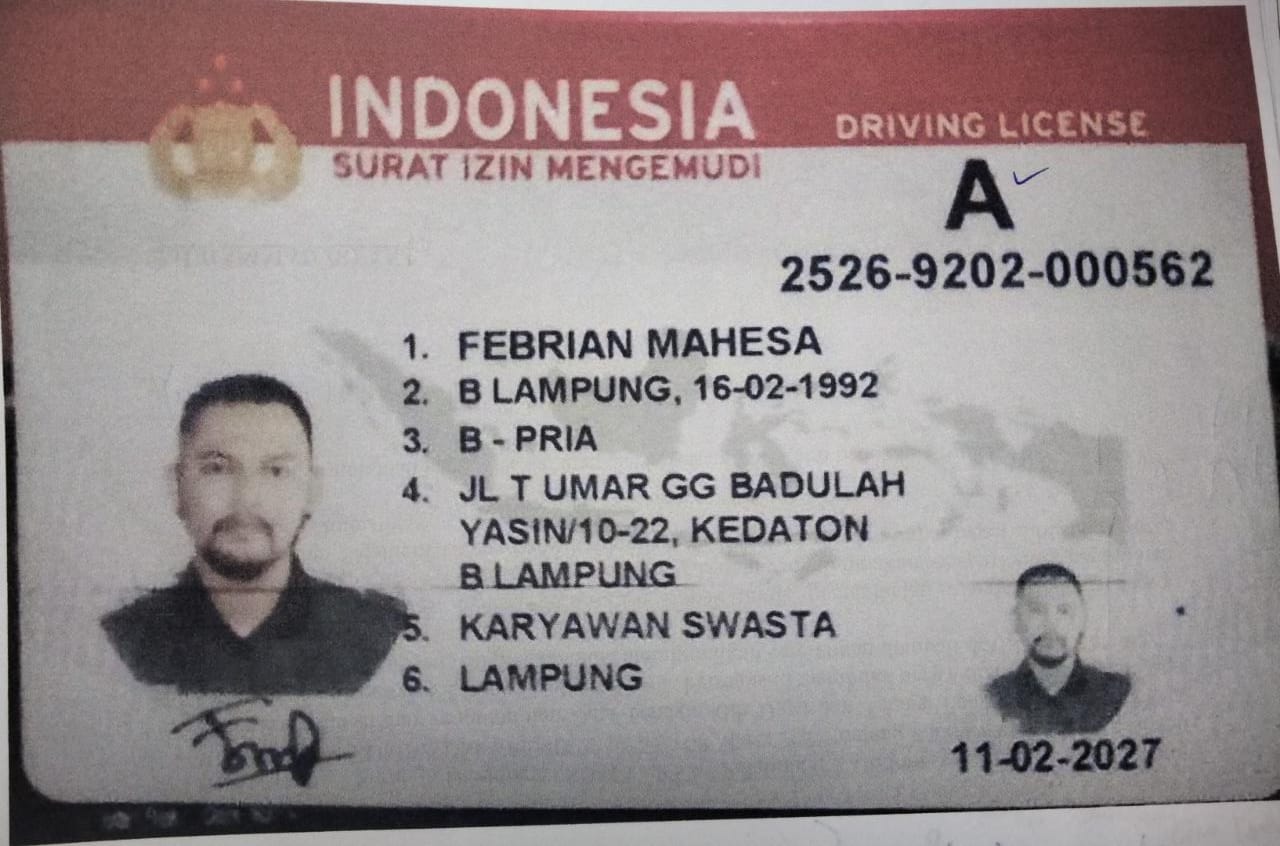 INDONESIA
DRIVING LICENSE
SURAT IZIN MENGEMUDI
A
2526-9202-000562
1. FEBRIAN MAHESA
2. B LAMPUNG, 16-02-1992
3. B - PRIA
4. JL T UMAR GG BADULAH
YASIN/10-22, KEDATON
B LAMPUNG
5. KARYAWAN SWASTA
6. LAMPUNG
11-02-2027